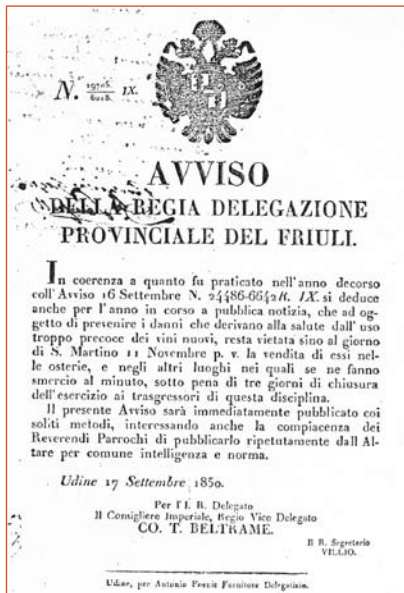 N. 19705/6018 IX.
AVVISO
DELLA REGIA DELEGAZIONE
PROVINCIALE DEL FRIULI.
In coerenza a quanto fu praticato nell'anno decorso
coll'Avviso 16 Settembre N. 24486-6642 R. IX. si deduce
anche per l'anno in corso a pubblica notizia, che ad og-
getto di prevenire i danni che derivano alla salute dall'uso
troppo precoce dei vini nuovi, resta vietata sino al giorno
di S. Martino 11 Novembre p. v. la vendita di essi nel-
le osterie, e negli altri luoghi nei quali se ne fanno
smercio al minuto, sotto pena di tre giorni di chiusura
dell'esercizio ai trasgressori di questa disciplina.
Il presente Avviso sarà immediatamente pubblicato coi
soliti metodi, interessando anche la compiacenza dei
Reverendi Parrochi di pubblicarlo ripetutamente dall'Al-
tare per comune intelligenza e norma.
Udine 17 Settembre 1850.
Per l'I. R. Delegato
Il Consigliere Imperiale, Regio Vice Delegato
CO. T. BELTRAME.
Il R. Segretario
VILLIO.
Udine, per Antonio Fornitore Delegatizio.